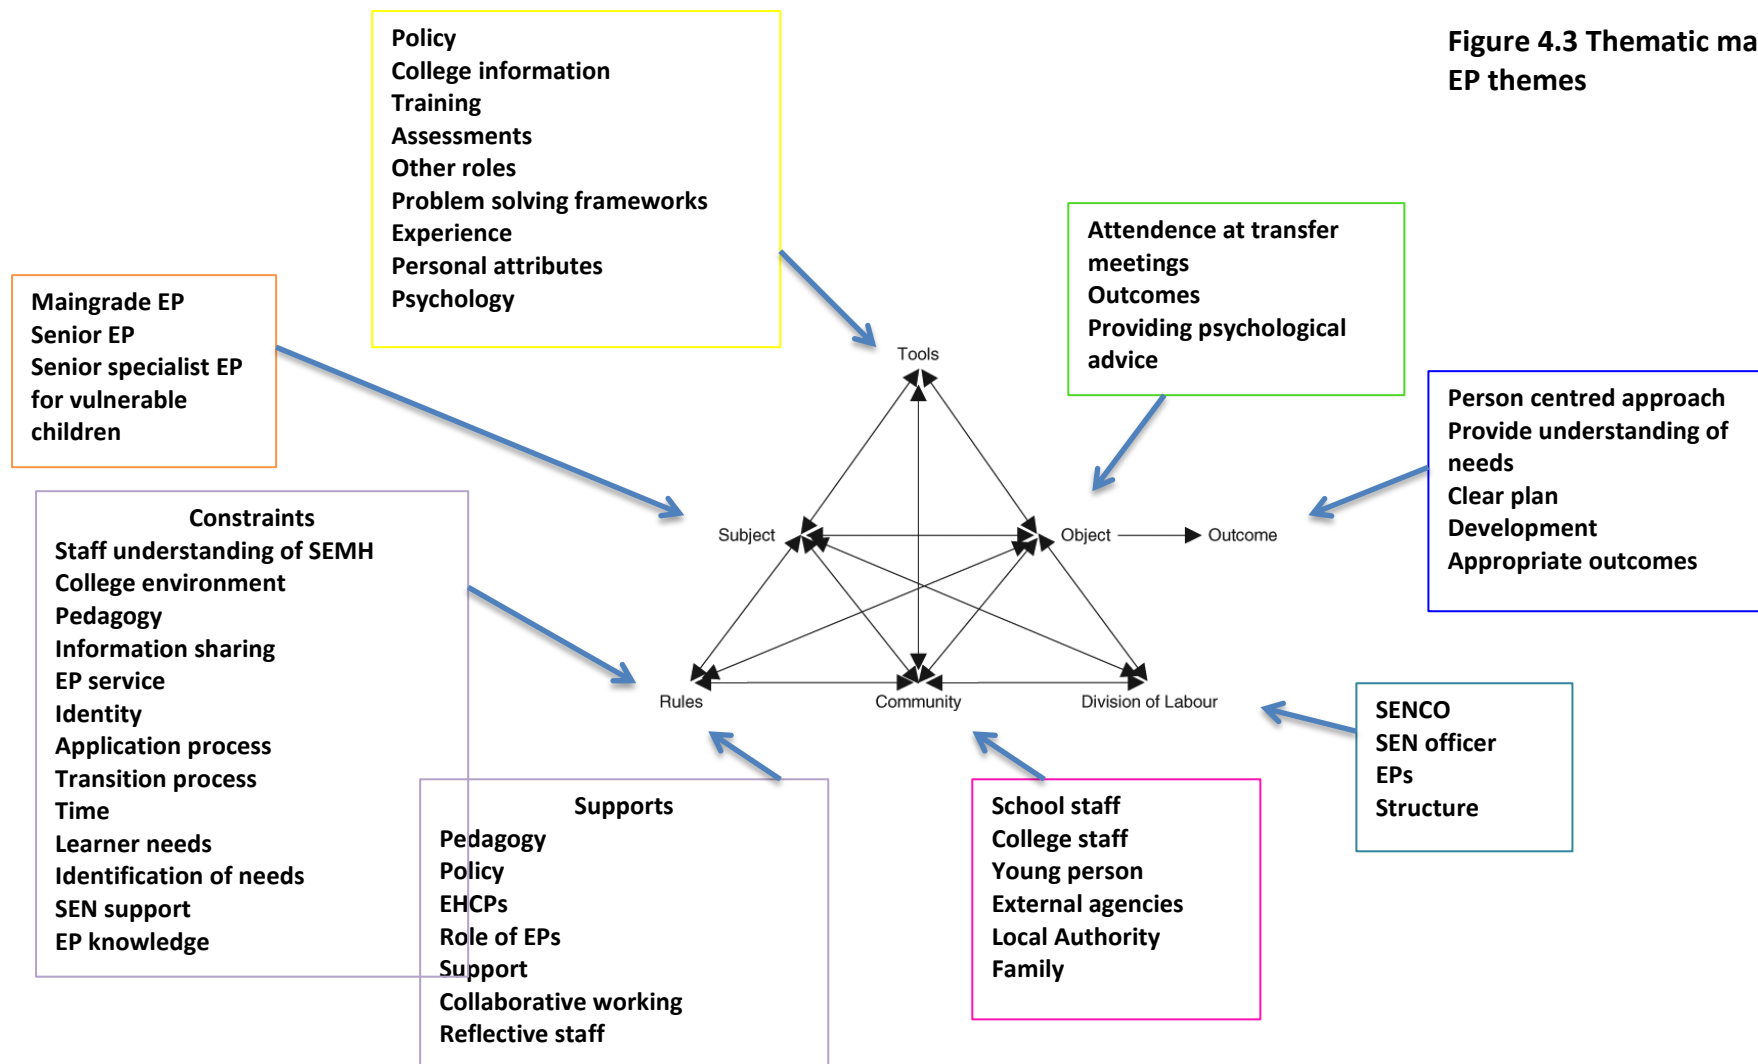 Figure 4.3 Thematic ma
EP themes
Policy
College information
Training
Assessments
Other roles
Problem solving frameworks
Experience
Personal attributes
Psychology
Attendence at transfer
meetings
Outcomes
Providing psychological
advice
Maingrade EP
Senior EP
Senior specialist EP
for vulnerable
children
Person centred approach
Provide understanding of
needs
Clear plan
Development
Appropriate outcomes
Tools
Subject
Object
Outcome
Rules
Community
Division of Labour
Constraints
Staff understanding of SEMH
College environment
Pedagogy
Information sharing
EP service
Identity
Application process
Transition process
Time
Learner needs
Identification of needs
SEN support
EP knowledge
Supports
Pedagogy
Policy
EHCPs
Role of EPs
Support
Collaborative working
Reflective staff
School staff
College staff
Young person
External agencies
Local Authority
Family
SENCO
SEN officer
EPs
Structure